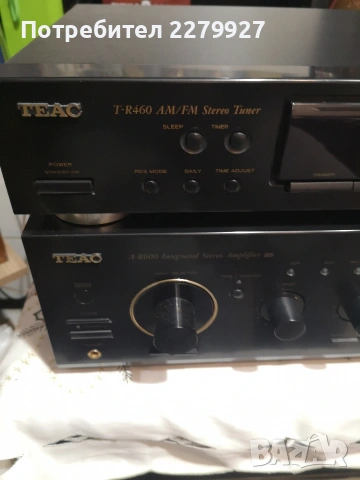 Потребител 2279927
TEAC
T-R460 AM/FM Stereo Tuner
SLEEP
TIMER
POWER
REC MODE
DAILY
TIME ADJUST
TEAC
Integrated Stereo Amplifier
BAZAR